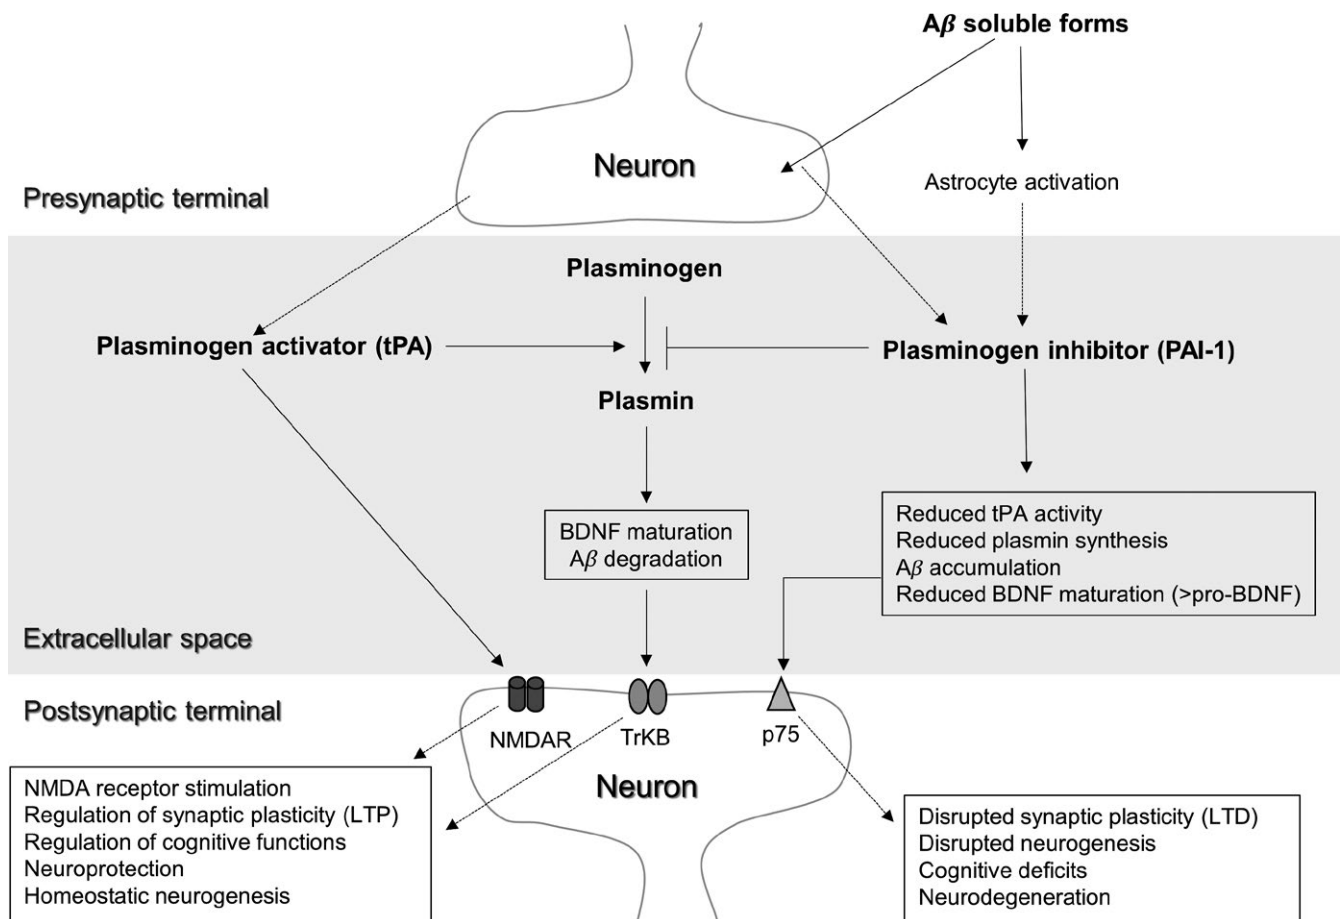 Aβ soluble forms
Neuron
Presynaptic terminal
Astrocyte activation
Plasminogen
Plasminogen activator (tPA)
Plasminogen inhibitor (PAI-1)
Plasmin
BDNF maturation
Aβ degradation
Reduced tPA activity
Reduced plasmin synthesis
Aβ accumulation
Reduced BDNF maturation (>pro-BDNF)
Extracellular space
Postsynaptic terminal
NMDAR
TrKB
p75
Neuron
NMDA receptor stimulation
Regulation of synaptic plasticity (LTP)
Regulation of cognitive functions
Neuroprotection
Homeostatic neurogenesis
Disrupted synaptic plasticity (LTD)
Disrupted neurogenesis
Cognitive deficits
Neurodegeneration